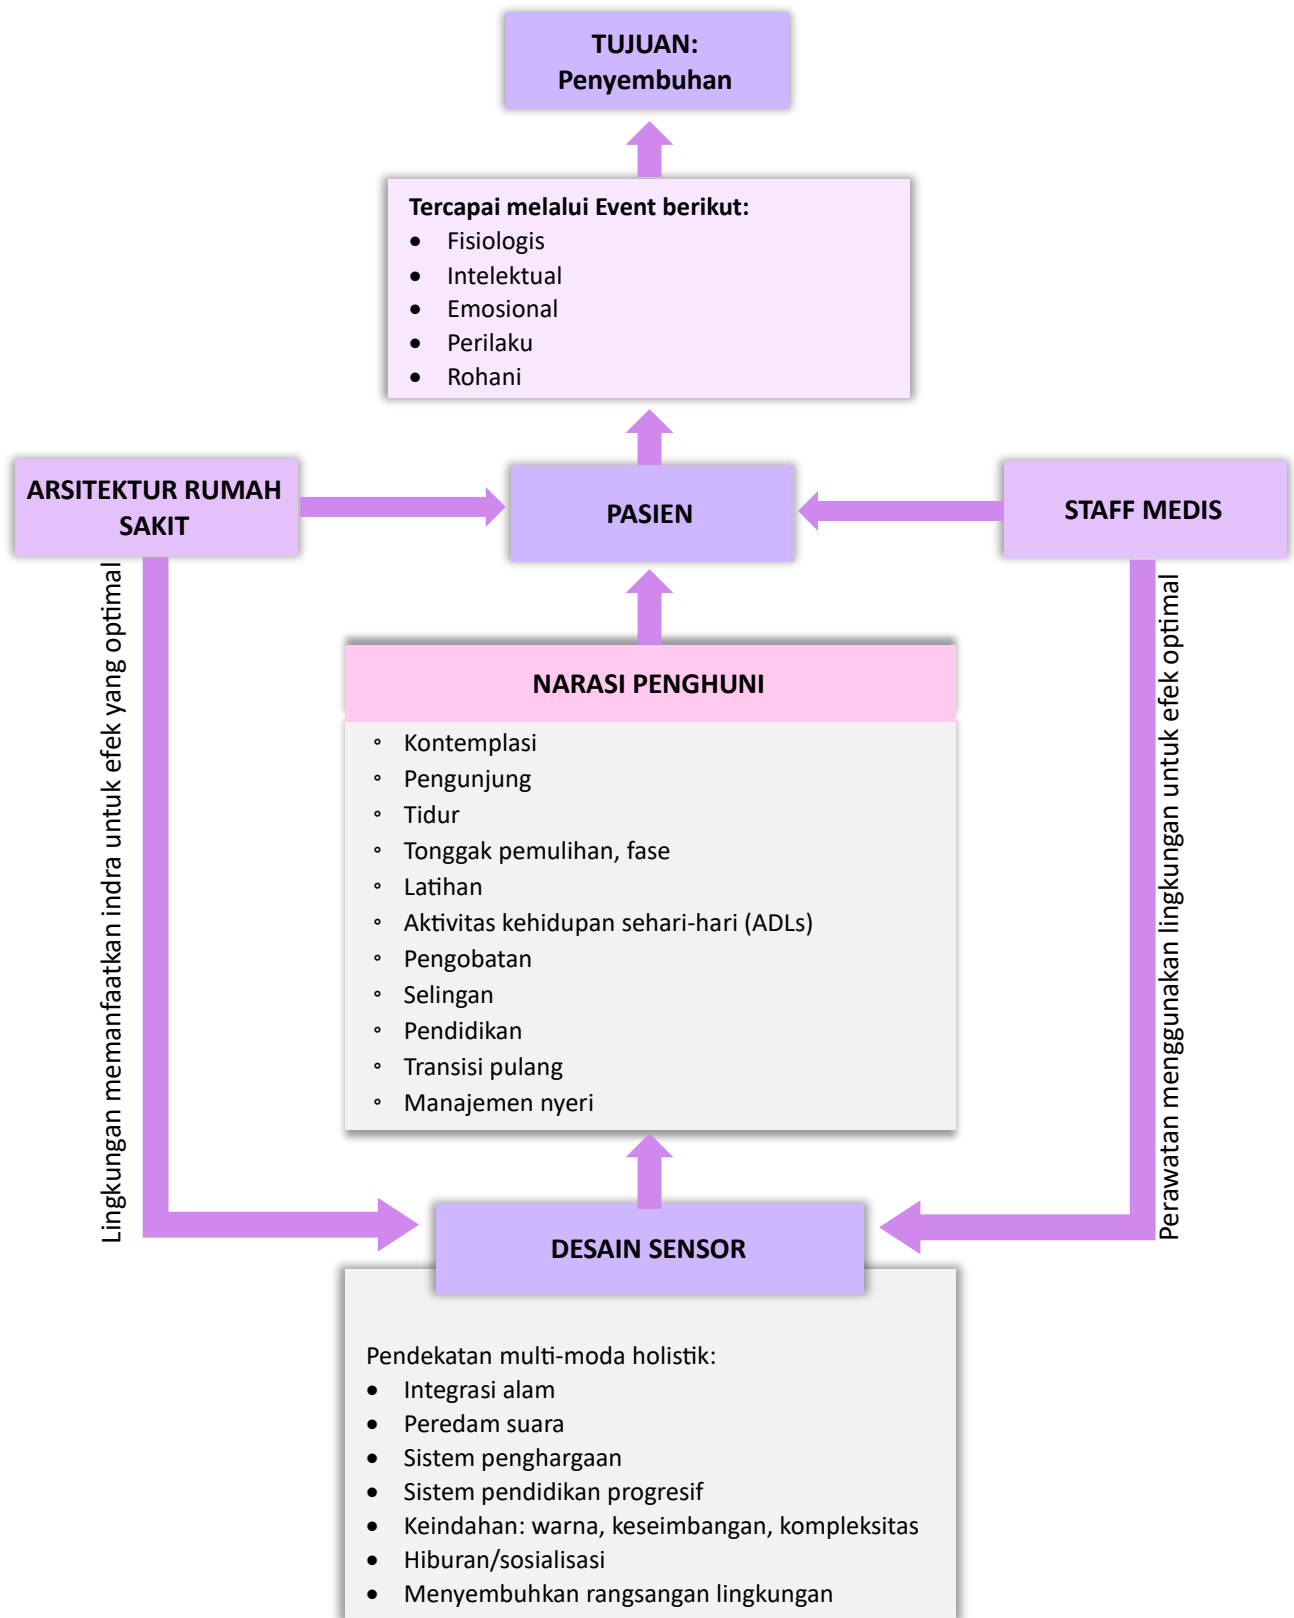 TUJUAN:
Penyembuhan
Tercapai melalui Event berikut:
• Fisiologis
• Intelektual
• Emosional
• Perilaku
• Rohani
ARSITEKTUR RUMAH
SAKIT
PASIEN
STAFF MEDIS
Lingkungan memanfaatkan indra untuk efek yang optimal
Perawatan menggunakan lingkungan untuk efek optimal
NARASI PENGHUNI
◦ Kontemplasi
◦ Pengunjung
◦ Tidur
◦ Tonggak pemulihan, fase
◦ Latihan
◦ Aktivitas kehidupan sehari-hari (ADLs)
◦ Pengobatan
◦ Selingan
◦ Pendidikan
◦ Transisi pulang
◦ Manajemen nyeri
DESAIN SENSOR
Pendekatan multi-moda holistik:
• Integrasi alam
• Peredam suara
• Sistem penghargaan
• Sistem pendidikan progresif
• Keindahan: warna, keseimbangan, kompleksitas
• Hiburan/sosialisasi
• Menyembuhkan rangsangan lingkungan